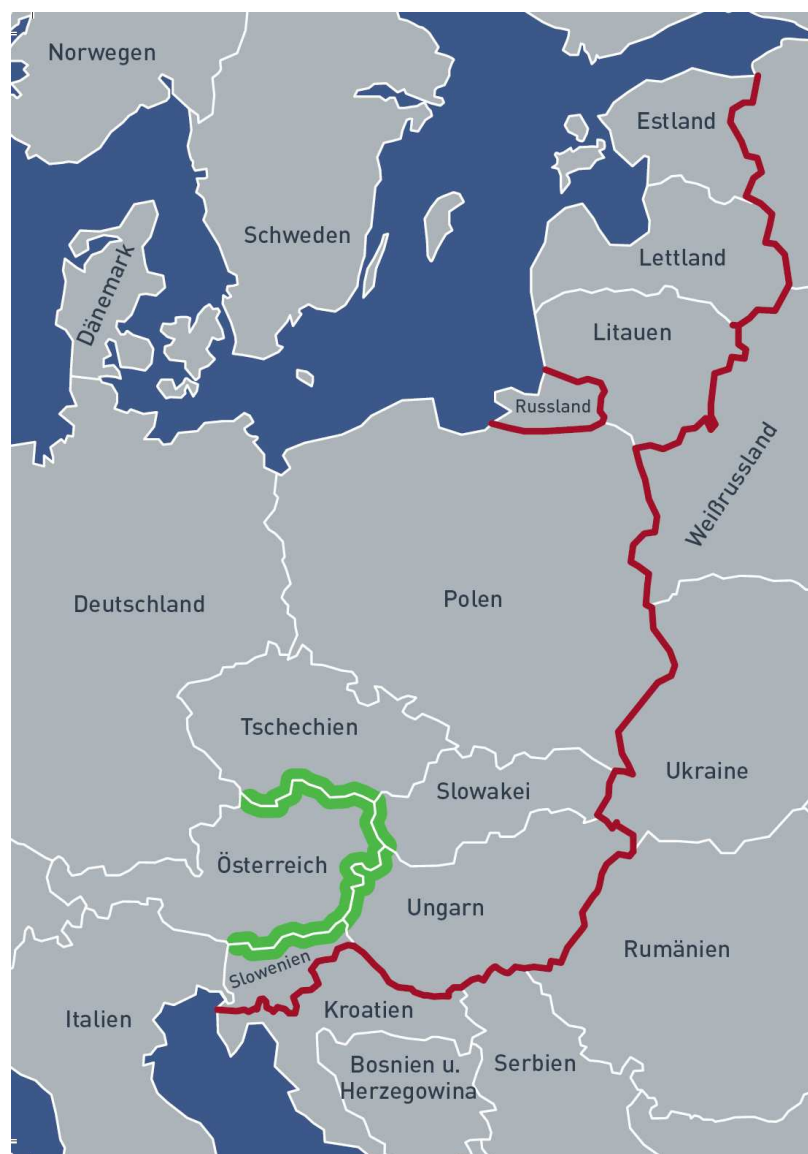 Norwegen
Estland
Schweden
Lettland
Dänemark
Litauen
Russland
Weißrussland
Deutschland
Polen
Tschechien
Ukraine
Slowakei
Österreich
Ungarn
Rumänien
Slowenien
Kroatien
Italien
Bosnien u.
Herzegowina
Serbien